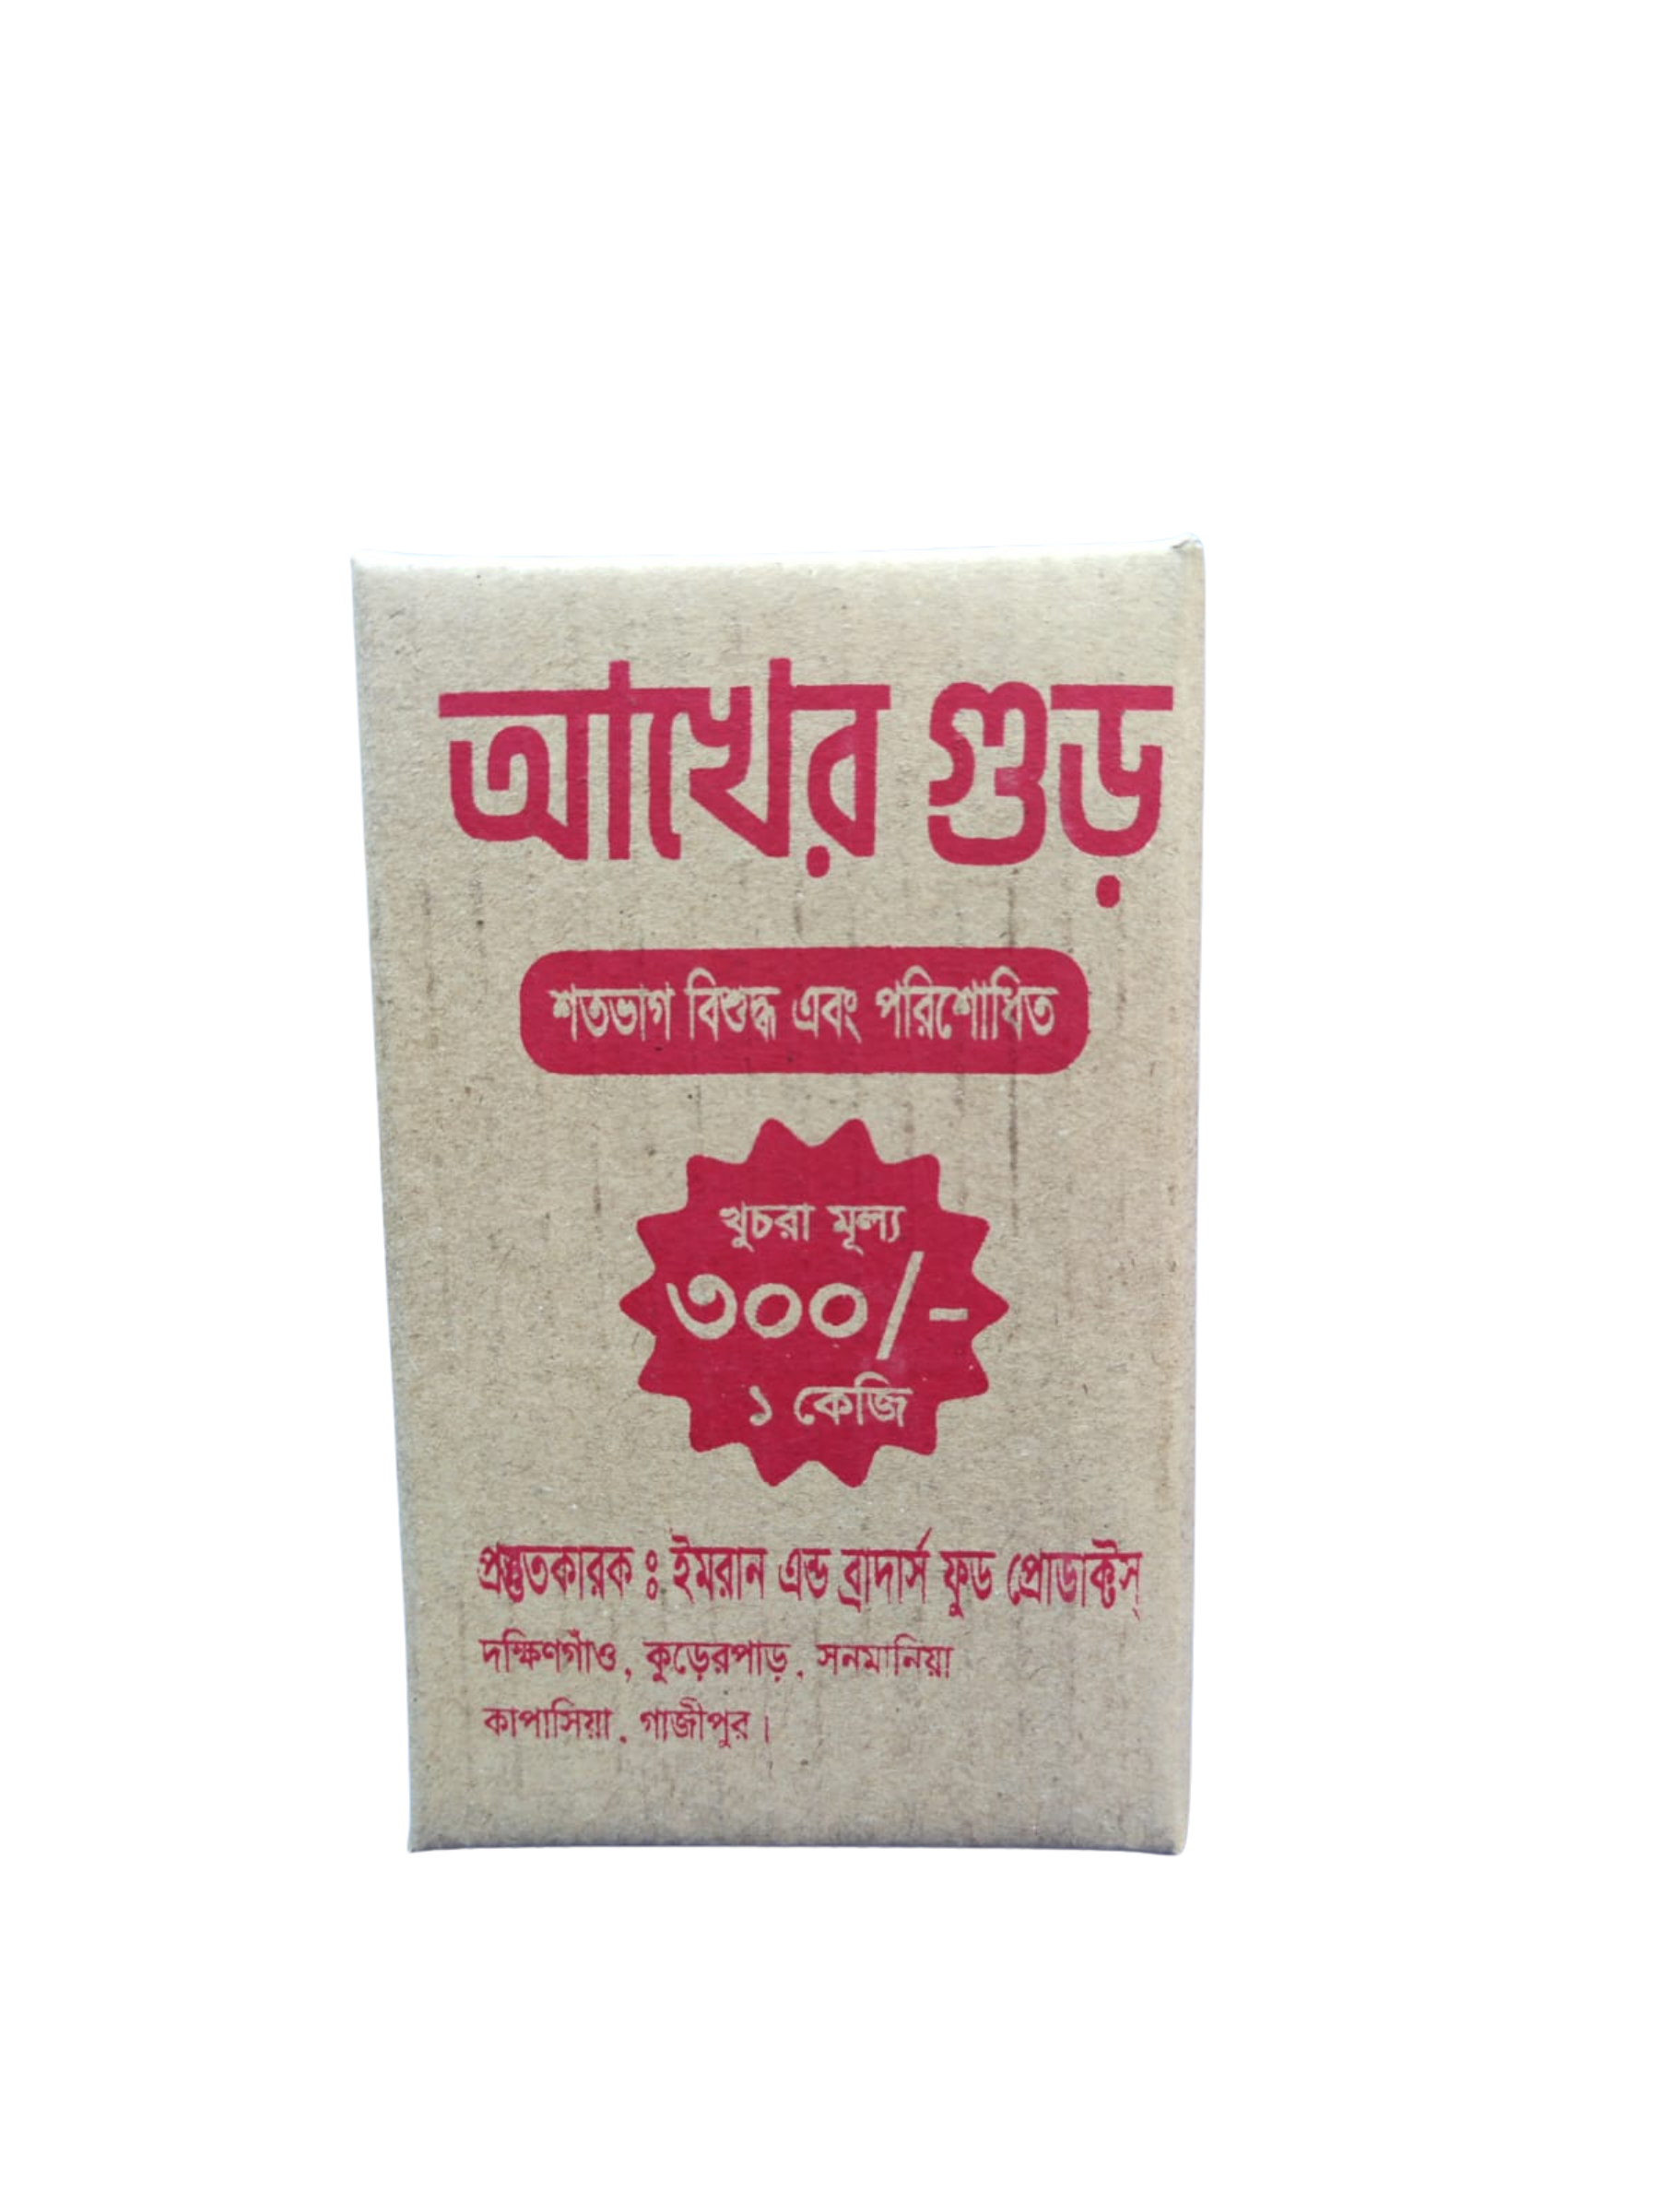 আখের গুড়
শতভাগ বিশুদ্ধ এবং পরিশোধিত
খুচরা মূল্য
৩০০/-
১ কেজি
প্রস্তুতকারক ঃ ইমরান এন্ড ব্রাদার্স ফুড প্রোডাক্টস্
দক্ষিণগাঁও, কুড়েরপাড়, সনমানিয়া
কাপাসিয়া, গাজীপুর।